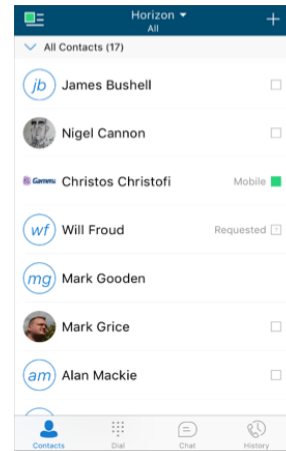 Horizon
All
All Contacts (17)
jb James Bushell
Nigel Cannon
Gamma Christos Christofi Mobile
wf Will Froud Requested ?
mg Mark Gooden
Mark Grice
am Alan Mackie
Contacts Dial Chat History